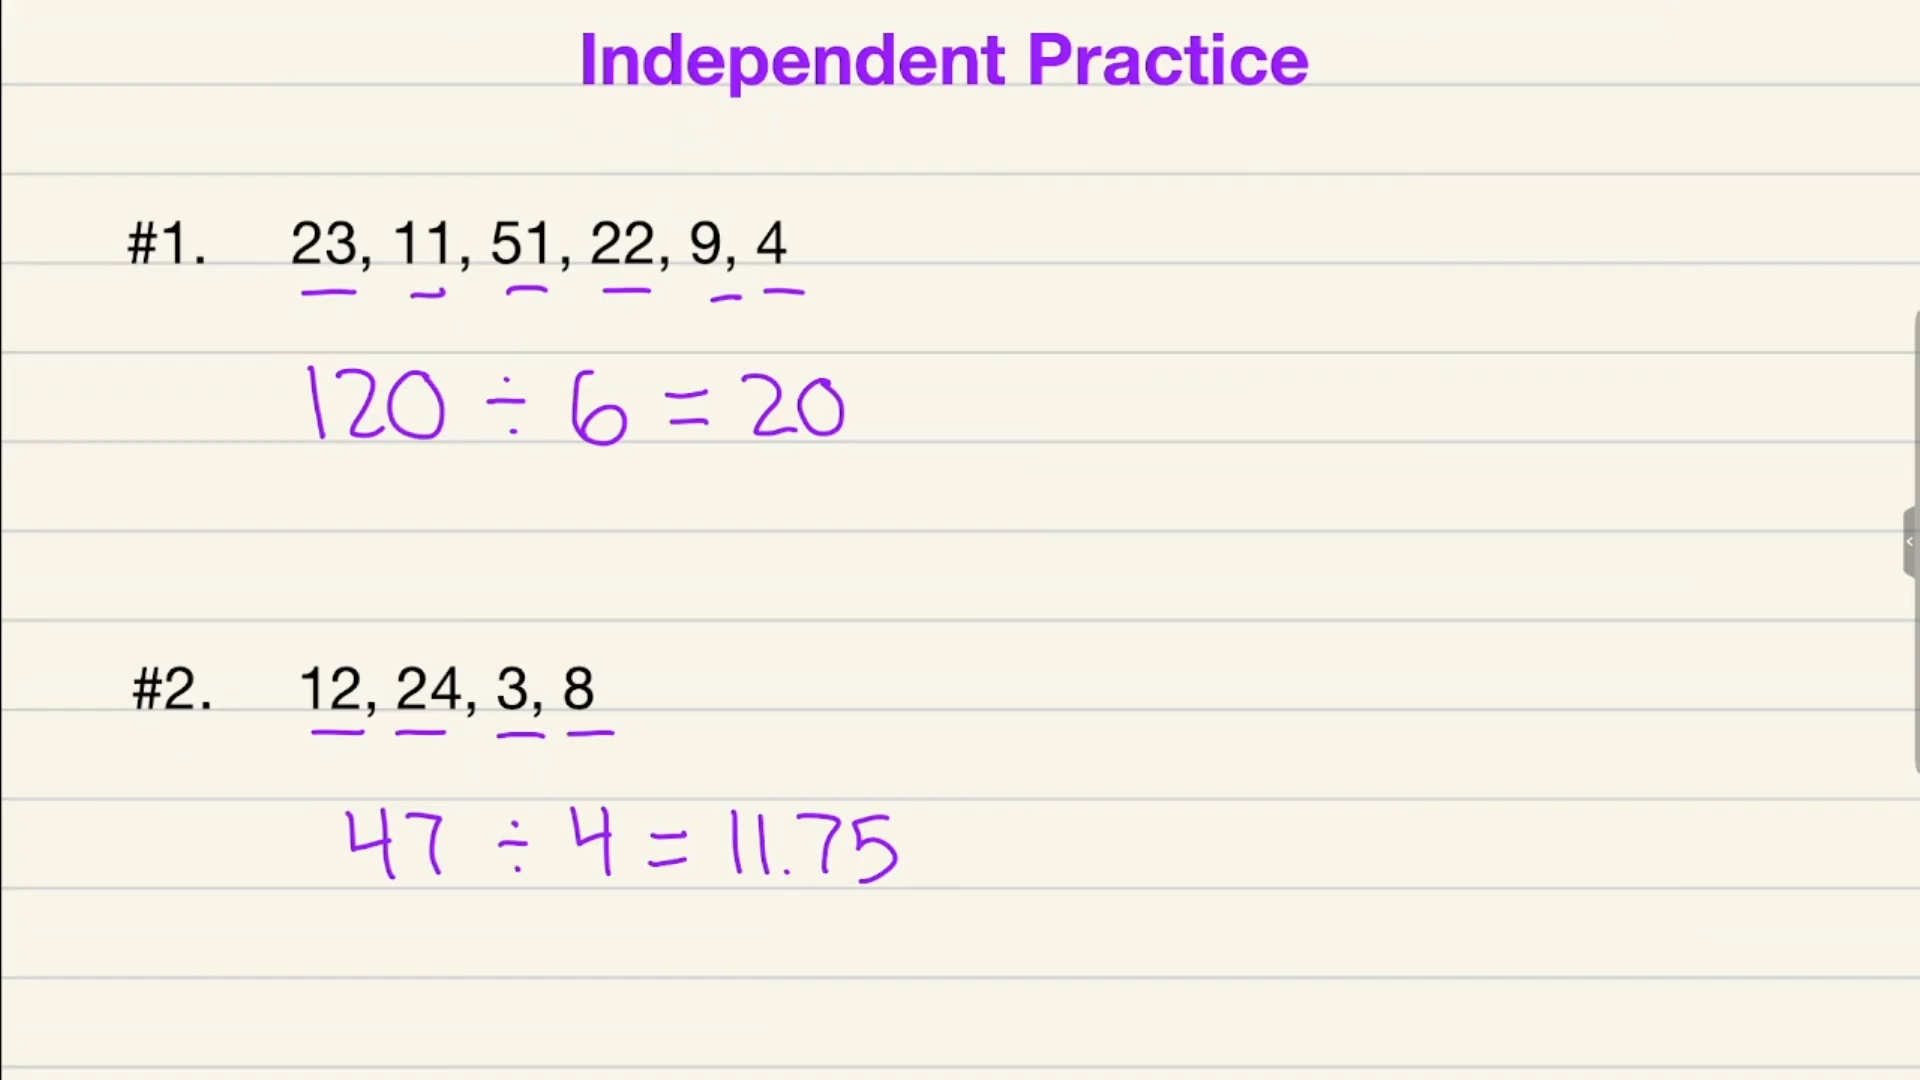 Independent Practice
#1. 23, 11, 51, 22, 9, 4
120 ÷ 6 = 20
#2. 12, 24, 3, 8
47 ÷ 4 = 11.75